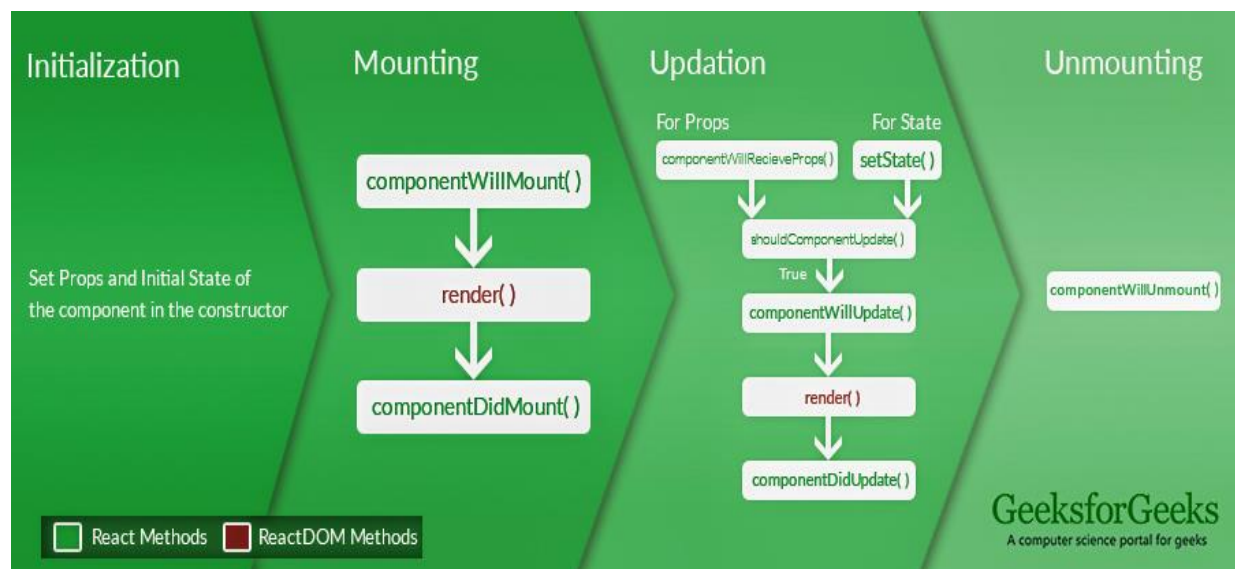 Initialization
Set Props and Initial State of
the component in the constructor
Mounting
componentWillMount( )
render( )
componentDidMount( )
Updation
For Props
For State
componentWillRecieveProps( )
setState( )
shouldComponentUpdate( )
True
componentWillUpdate( )
render( )
componentDidUpdate( )
Unmounting
componentWillUnmount( )
React Methods
ReactDOM Methods
GeeksforGeeks
A computer science portal for geeks